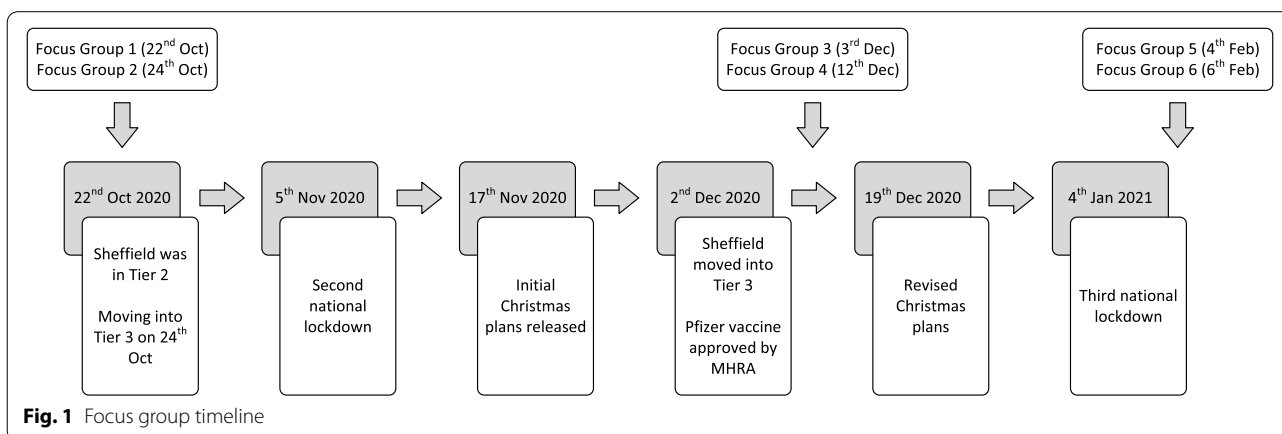 Focus Group 1 (22nd Oct)
Focus Group 2 (24th Oct)
Focus Group 3 (3rd Dec)
Focus Group 4 (12th Dec)
Focus Group 5 (4th Feb)
Focus Group 6 (6th Feb)
22nd Oct 2020
Sheffield was
in Tier 2
Moving into
Tier 3 on 24th
Oct
5th Nov 2020
Second
national
lockdown
17th Nov 2020
Initial
Christmas
plans released
2nd Dec 2020
Sheffield
moved into
Tier 3
Pfizer vaccine
approved by
MHRA
19th Dec 2020
Revised
Christmas
plans
4th Jan 2021
Third national
lockdown
Fig. 1 Focus group timeline